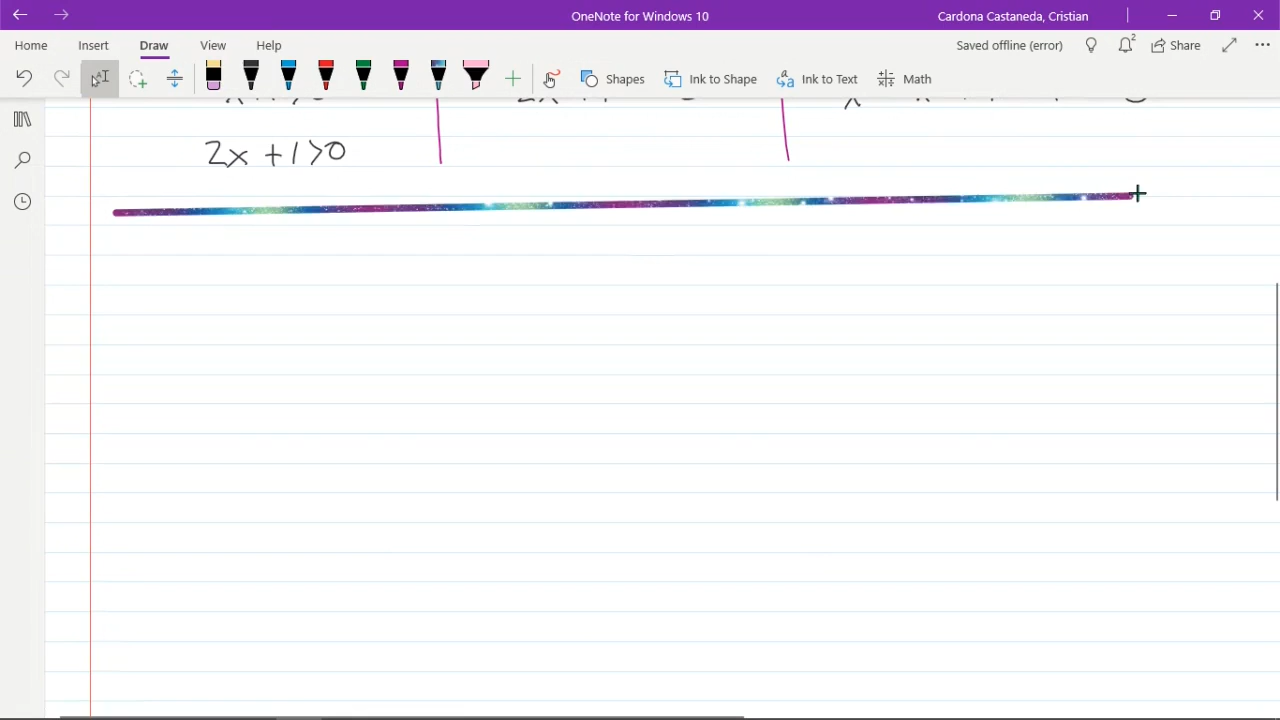 OneNote for Windows 10
Cardona Castaneda, Cristian
Home Insert Draw View Help
Saved offline (error)
2
Share
Shapes
Ink to Shape
Ink to Text
Math
2x + 1 > 0